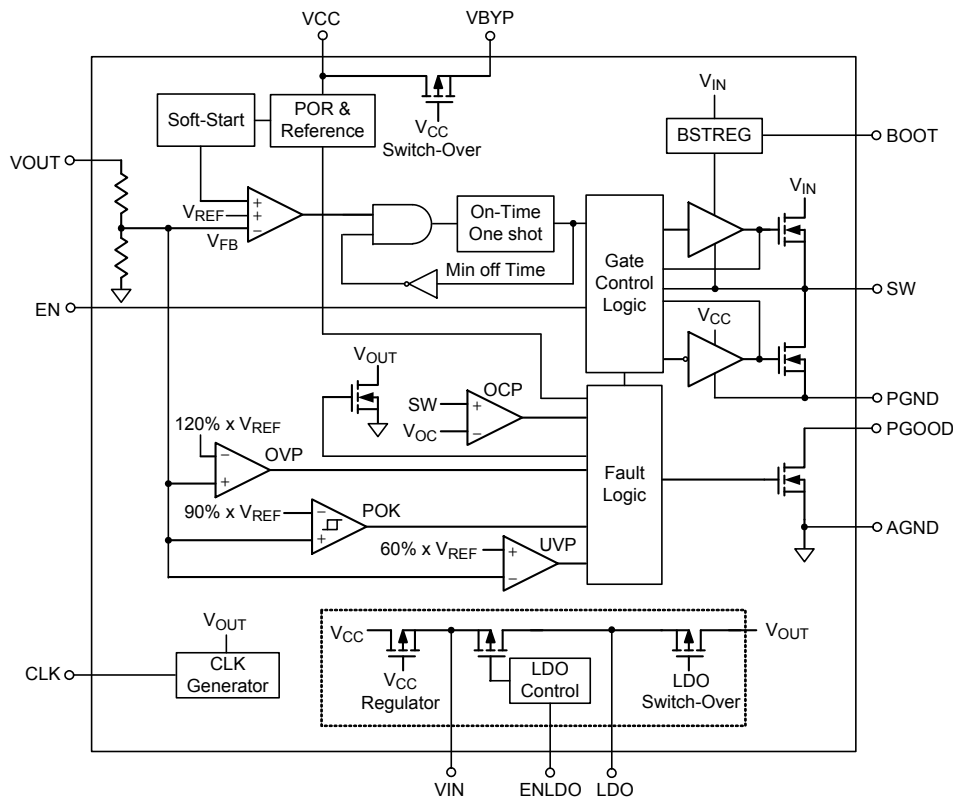 VCC
VBYP
Soft-Start
POR &
Reference
VCC
Switch-Over
VIN
BSTREG
BOOT
VOUT
VIN
+
VREF
+
VFB
−
On-Time
One shot
Min off Time
Gate
Control
Logic
SW
EN
VCC
VOUT
PGND
SW
+
OCP
VOC
−
PGOOD
120% x VREF
−
OVP
+
Fault
Logic
90% x VREF
−
POK
+
AGND
60% x VREF
+
UVP
−
VOUT
CLK
CLK
Generator
VCC
VOUT
VCC
Regulator
LDO
Control
LDO
Switch-Over
VIN
ENLDO
LDO